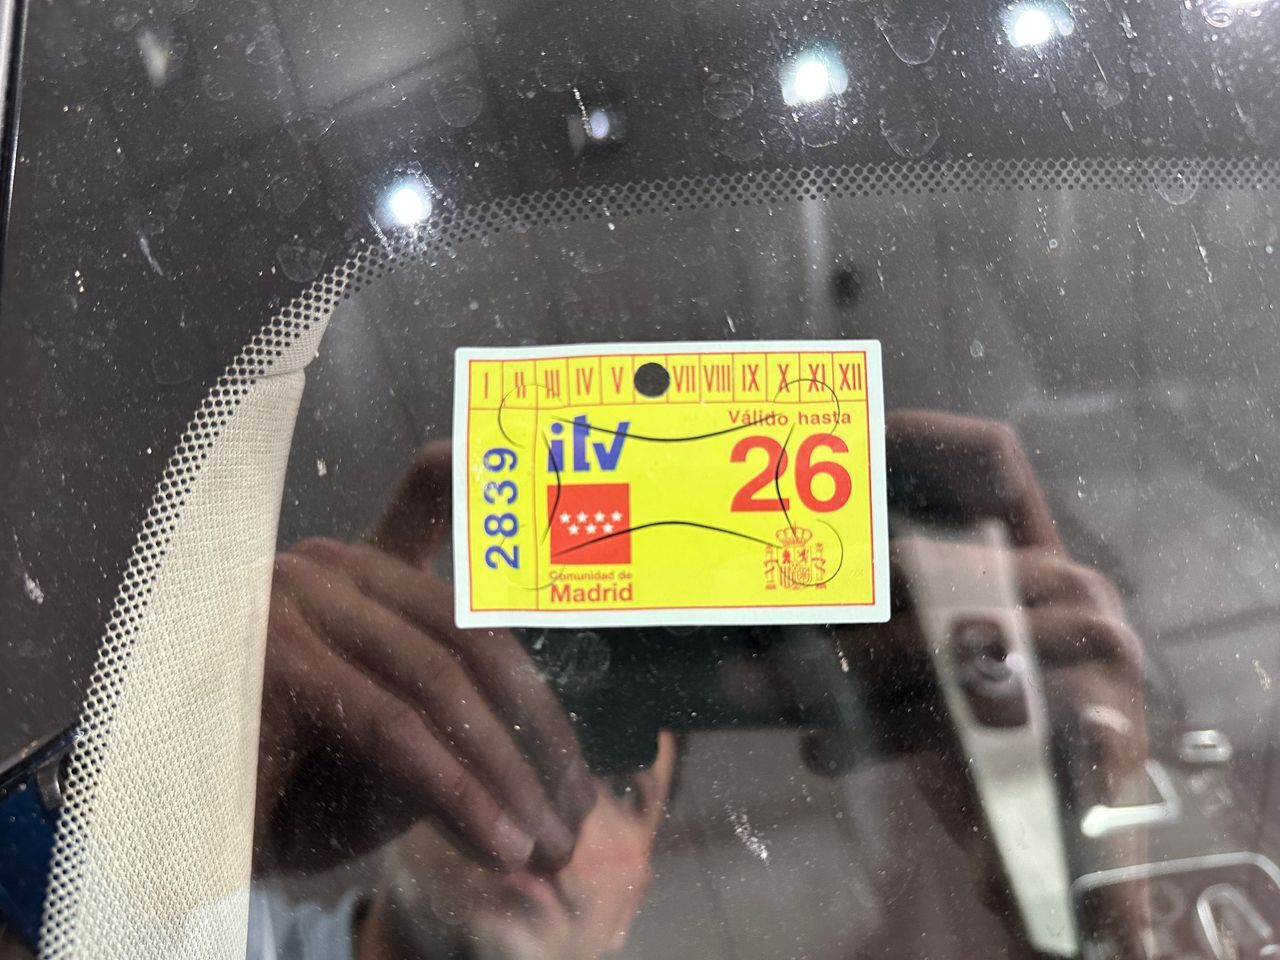 I II III IV V VII VIII IX X XI XII
2839
itv
Válido hasta
26
Comunidad de
Madrid